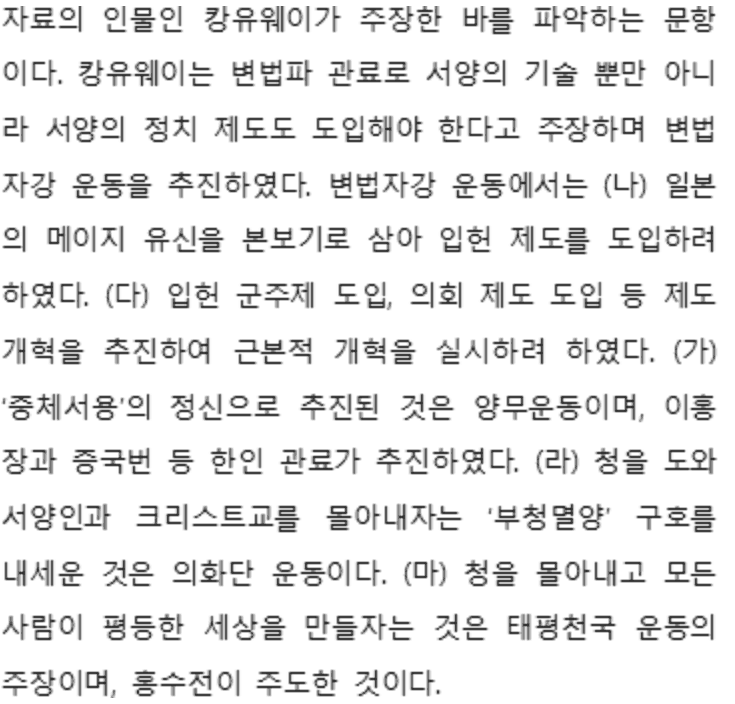 자료의 인물인 캉유웨이가 주장한 바를 파악하는 문항
이다. 캉유웨이는 변법파 관료로 서양의 기술 뿐만 아니
라 서양의 정치 제도도 도입해야 한다고 주장하며 변법
자강 운동을 추진하였다. 변법자강 운동에서는 (나) 일본
의 메이지 유신을 본보기로 삼아 입헌 제도를 도입하려
하였다. (다) 입헌 군주제 도입, 의회 제도 도입 등 제도
개혁을 추진하여 근본적 개혁을 실시하려 하였다. (가)
'중체서용'의 정신으로 추진된 것은 양무운동이며, 이홍
장과 증국번 등 한인 관료가 추진하였다. (라) 청을 도와
서양인과 크리스트교를 몰아내자는 '부청멸양' 구호를
내세운 것은 의화단 운동이다. (마) 청을 몰아내고 모든
사람이 평등한 세상을 만들자는 것은 태평천국 운동의
주장이며, 홍수전이 주도한 것이다.